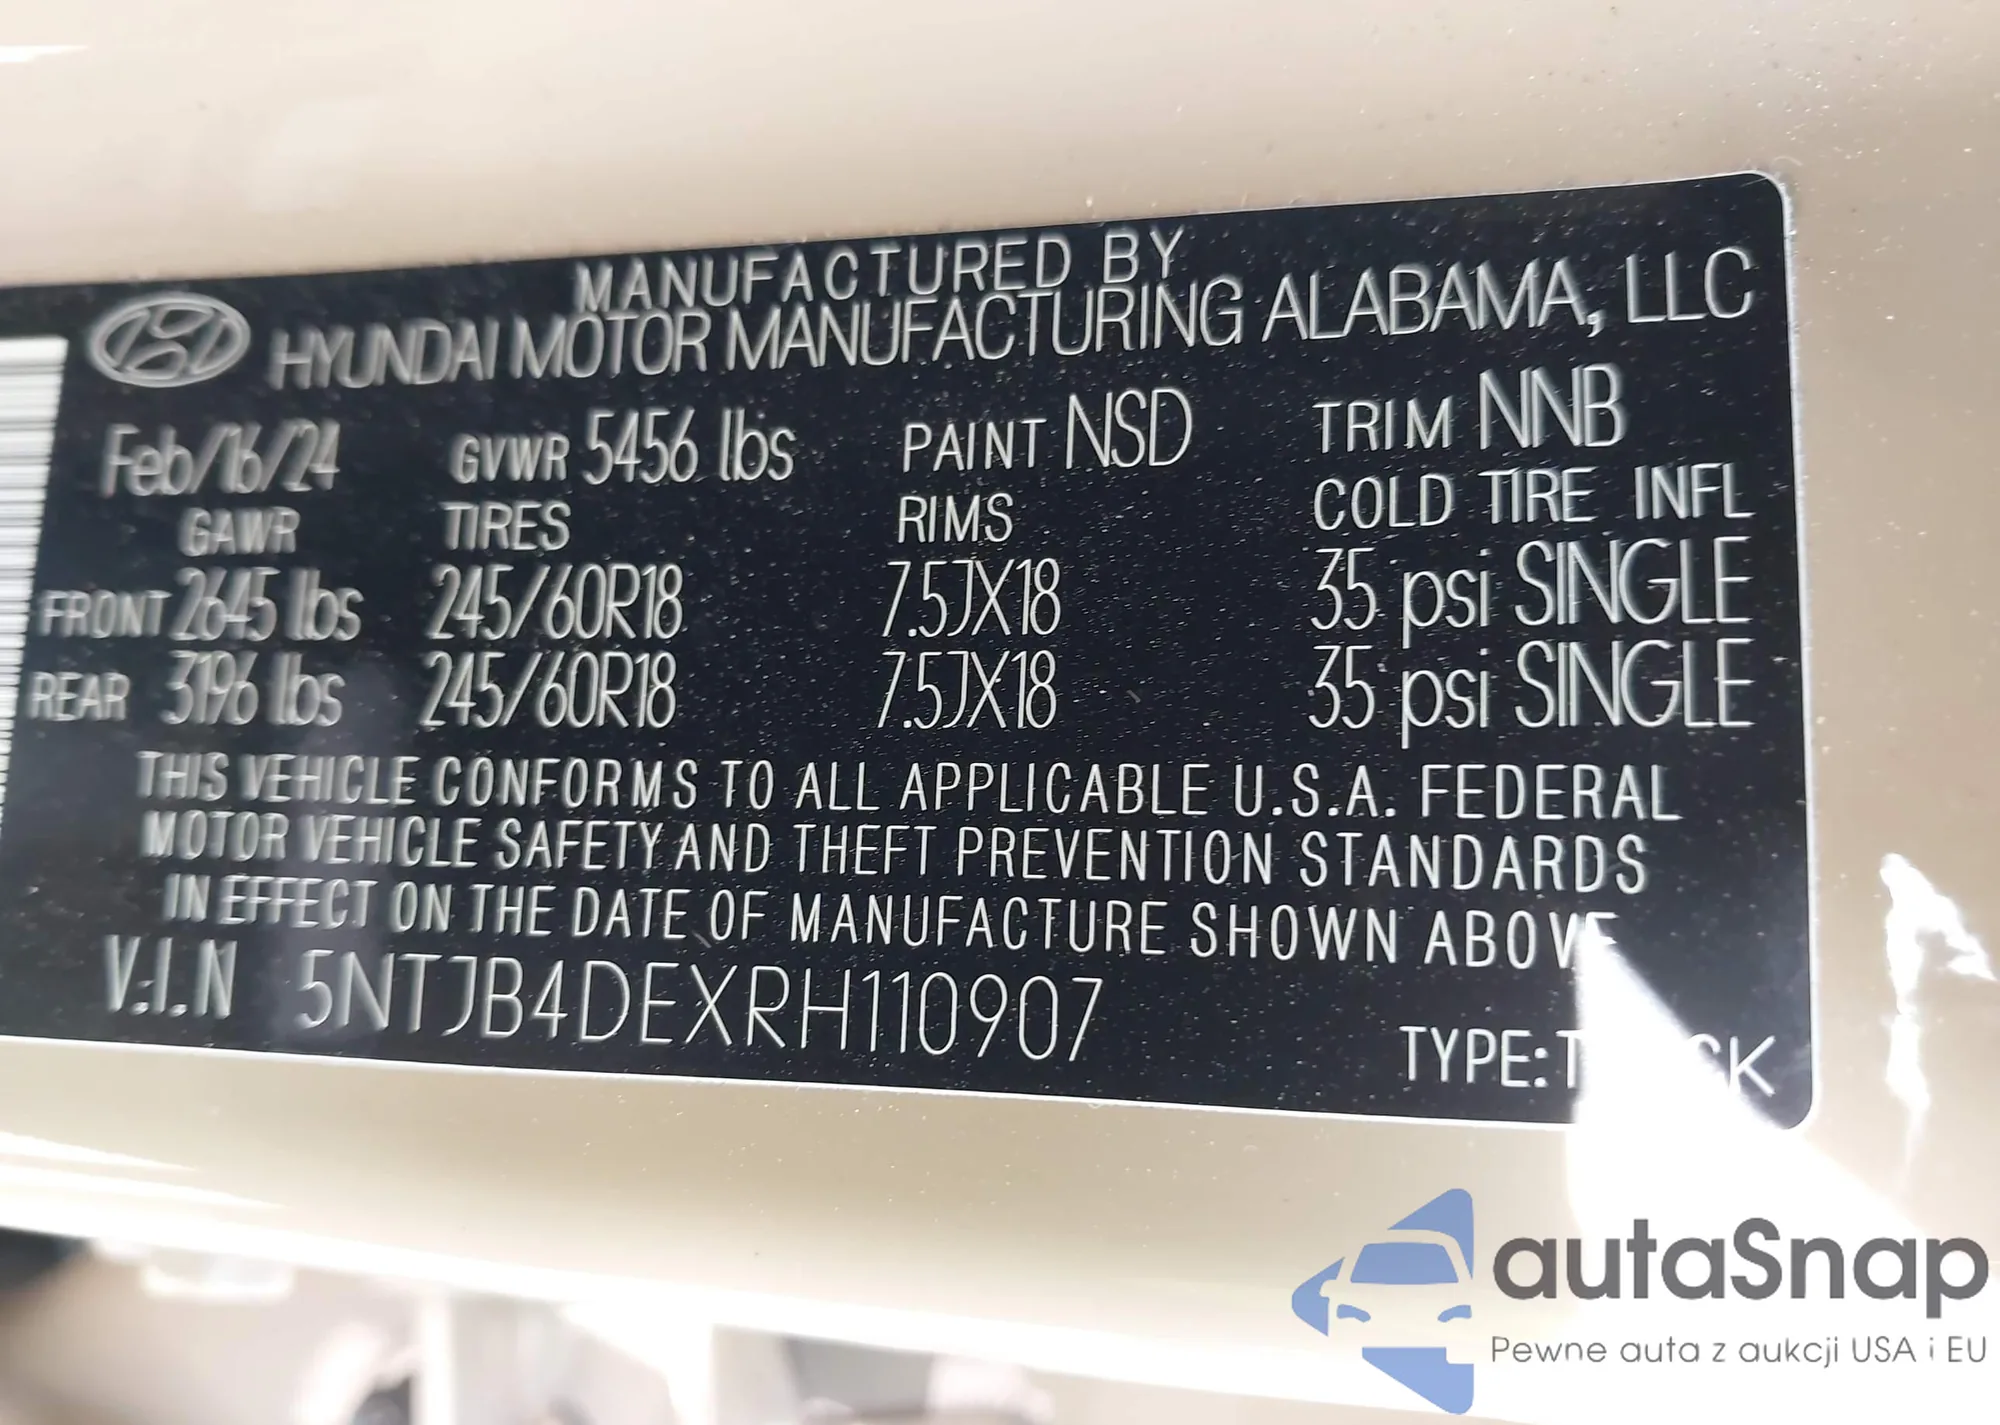 MANUFACTURED BY
HYUNDAI MOTOR MANUFACTURING ALABAMA, LLC
Feb/16/24 GVWR 5456 lbs PAINT NSD TRIM NNB
GAWR TIRES RIMS COLD TIRE INFL
FRONT 2645 lbs 245/60R18 7.5JX18 35 psi SINGLE
REAR 3196 lbs 245/60R18 7.5JX18 35 psi SINGLE
THIS VEHICLE CONFORMS TO ALL APPLICABLE U.S.A. FEDERAL
MOTOR VEHICLE SAFETY AND THEFT PREVENTION STANDARDS
IN EFFECT ON THE DATE OF MANUFACTURE SHOWN ABOVE
V.I.N 5NTJB4DEXRH110907
TYPE:
autaSnap
Pewne auta z aukcji USA i EU